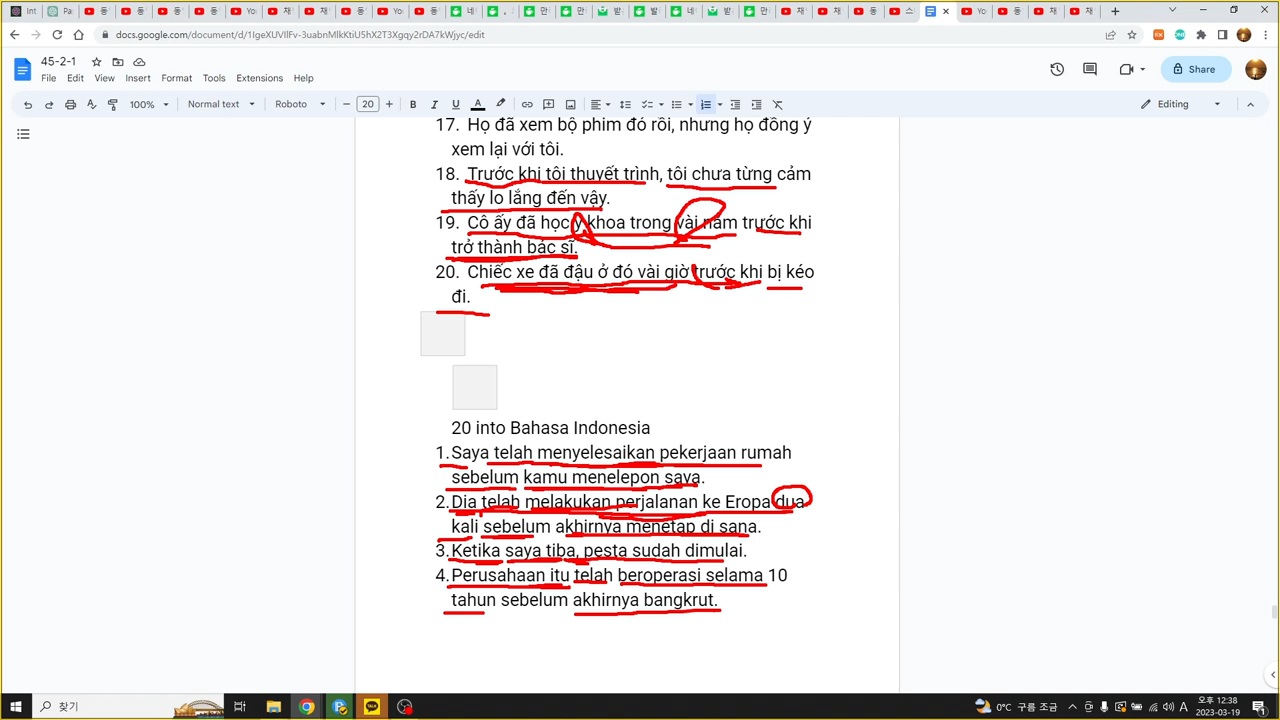 Int
Pa
Yo
Yo
docs.google.com/document/d/1IgeXUVIlFv-3uabnMlkKtiU5hX2T3Xgqy2rDA7kWjyc/edit
45-2-1
File Edit View Insert Format Tools Extensions Help
Share
100% Normal text Roboto 20 Editing
17. Họ đã xem bộ phim đó rồi, nhưng họ đồng ý
xem lại với tôi.
18. Trước khi tôi thuyết trình, tôi chưa từng cảm
thấy lo lắng đến vậy.
19. Cô ấy đã học y khoa trong vài năm trước khi
trở thành bác sĩ.
20. Chiếc xe đã đậu ở đó vài giờ trước khi bị kéo
đi.
20 into Bahasa Indonesia
1. Saya telah menyelesaikan pekerjaan rumah
sebelum kamu menelepon saya.
2. Dia telah melakukan perjalanan ke Eropa dua
kali sebelum akhirnya menetap di sana.
3. Ketika saya tiba, pesta sudah dimulai.
4. Perusahaan itu telah beroperasi selama 10
tahun sebelum akhirnya bangkrut.
찾기
0°C 구름 조금
오후 12:38
2023-03-19